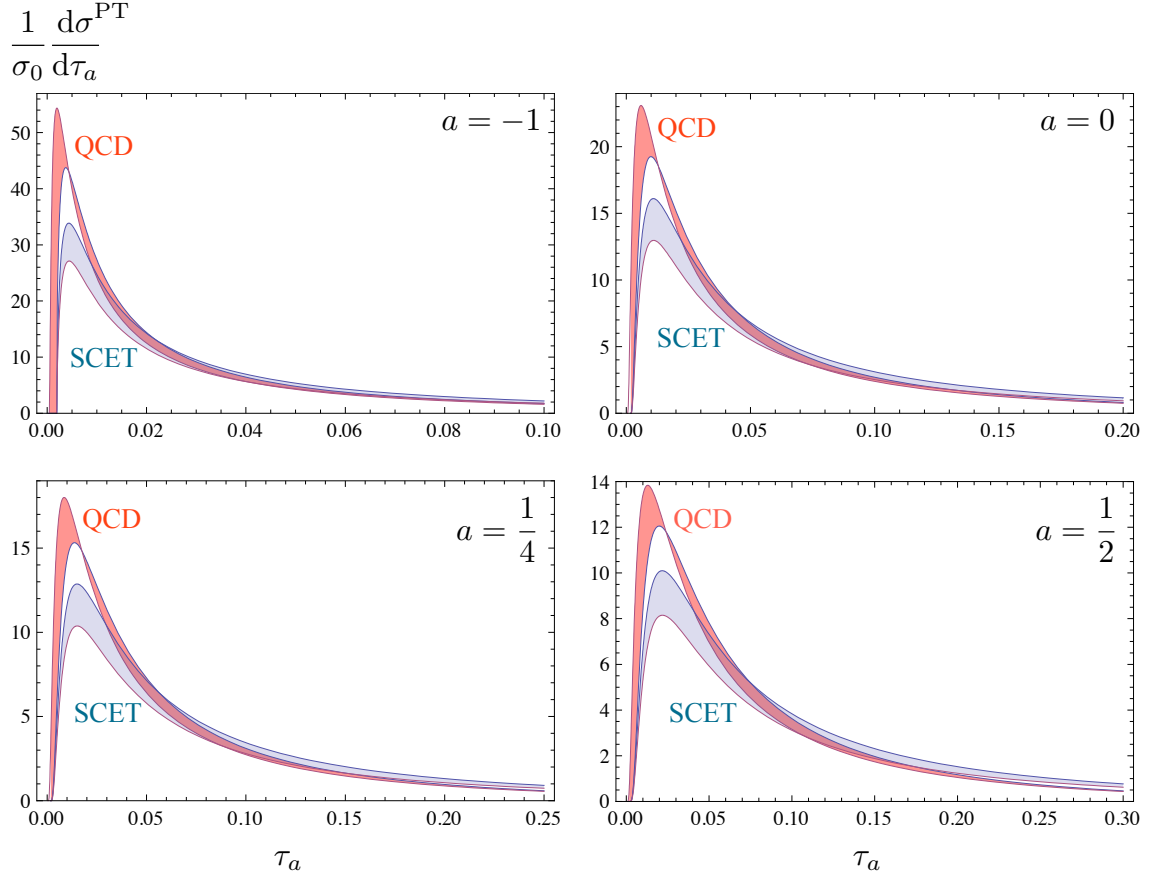 1/σ₀ dσᴾᵀ/dτₐ
a = −1
QCD
SCET
50
40
30
20
10
0
0.00 0.02 0.04 0.06 0.08 0.10
a = 0
QCD
SCET
20
15
10
5
0
0.00 0.05 0.10 0.15 0.20
a = 1/4
QCD
SCET
15
10
5
0
0.00 0.05 0.10 0.15 0.20 0.25
τₐ
a = 1/2
QCD
SCET
14
12
10
8
6
4
2
0
0.00 0.05 0.10 0.15 0.20 0.25 0.30
τₐ